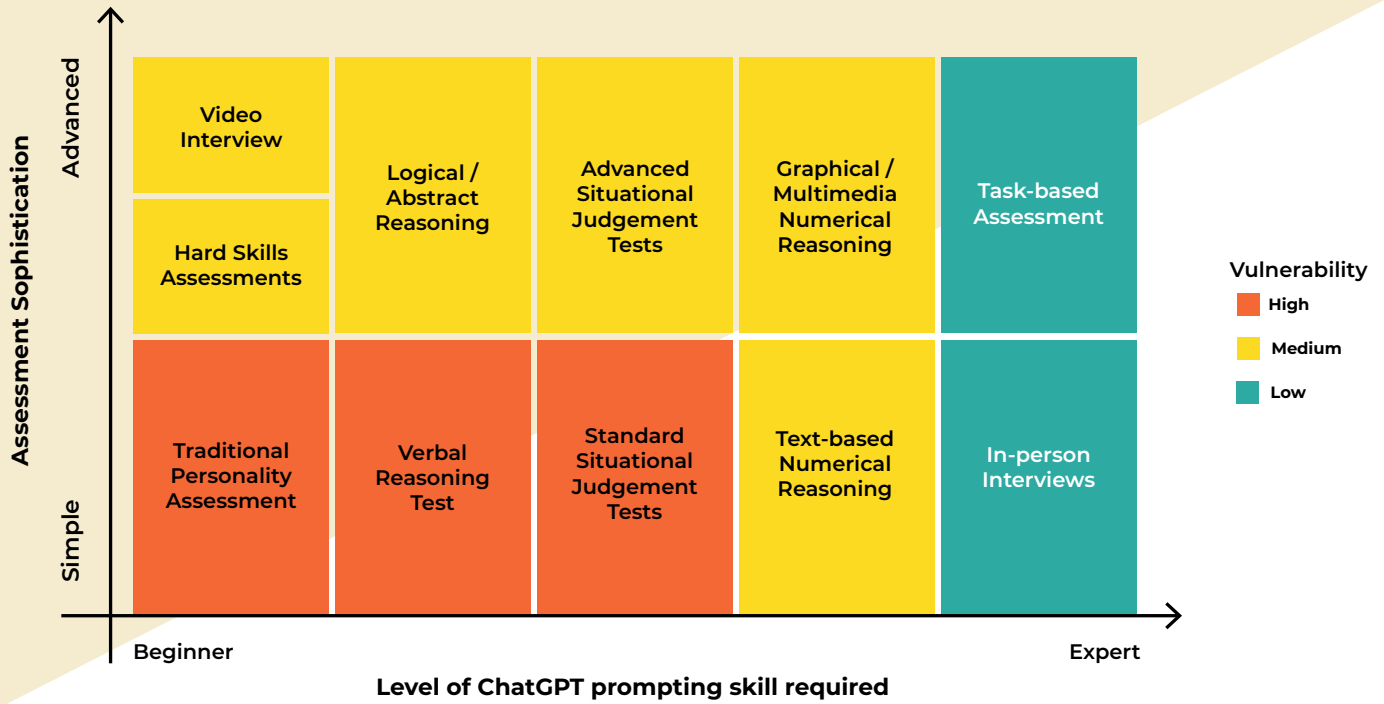 Assessment Sophistication
Advanced
Simple
Video
Interview
Hard Skills
Assessments
Logical /
Abstract
Reasoning
Advanced
Situational
Judgement
Tests
Graphical /
Multimedia
Numerical
Reasoning
Task-based
Assessment
Traditional
Personality
Assessment
Verbal
Reasoning
Test
Standard
Situational
Judgement
Tests
Text-based
Numerical
Reasoning
In-person
Interviews
Vulnerability
High
Medium
Low
Beginner
Expert
Level of ChatGPT prompting skill required